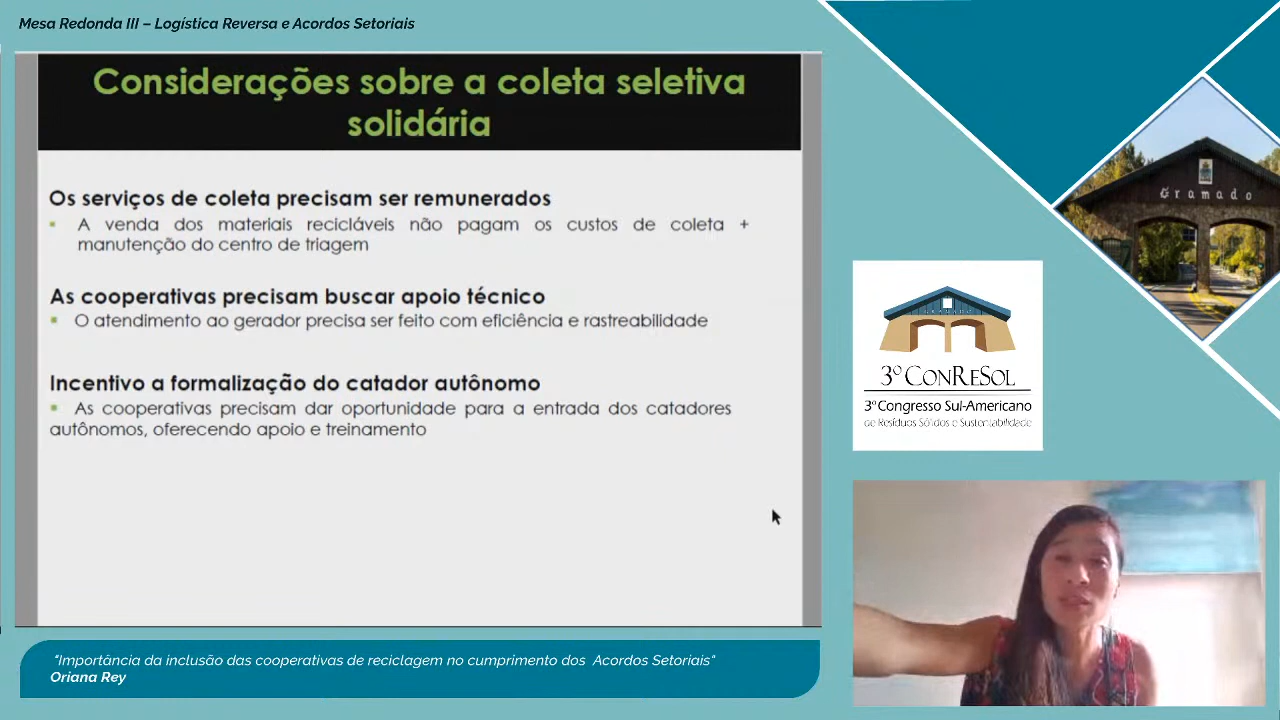 Mesa Redonda III – Logística Reversa e Acordos Setoriais
Considerações sobre a coleta seletiva
solidária
Os serviços de coleta precisam ser remunerados
▪ A venda dos materiais recicláveis não pagam os custos de coleta +
manutenção do centro de triagem
As cooperativas precisam buscar apoio técnico
▪ O atendimento ao gerador precisa ser feito com eficiência e rastreabilidade
Incentivo a formalização do catador autônomo
▪ As cooperativas precisam dar oportunidade para a entrada dos catadores
autônomos, oferecendo apoio e treinamento
Gramado
GRAMADO
3º CONRESOL
3º Congresso Sul-Americano
de Resíduos Sólidos e Sustentabilidade
"Importância da inclusão das cooperativas de reciclagem no cumprimento dos Acordos Setoriais"
Oriana Rey